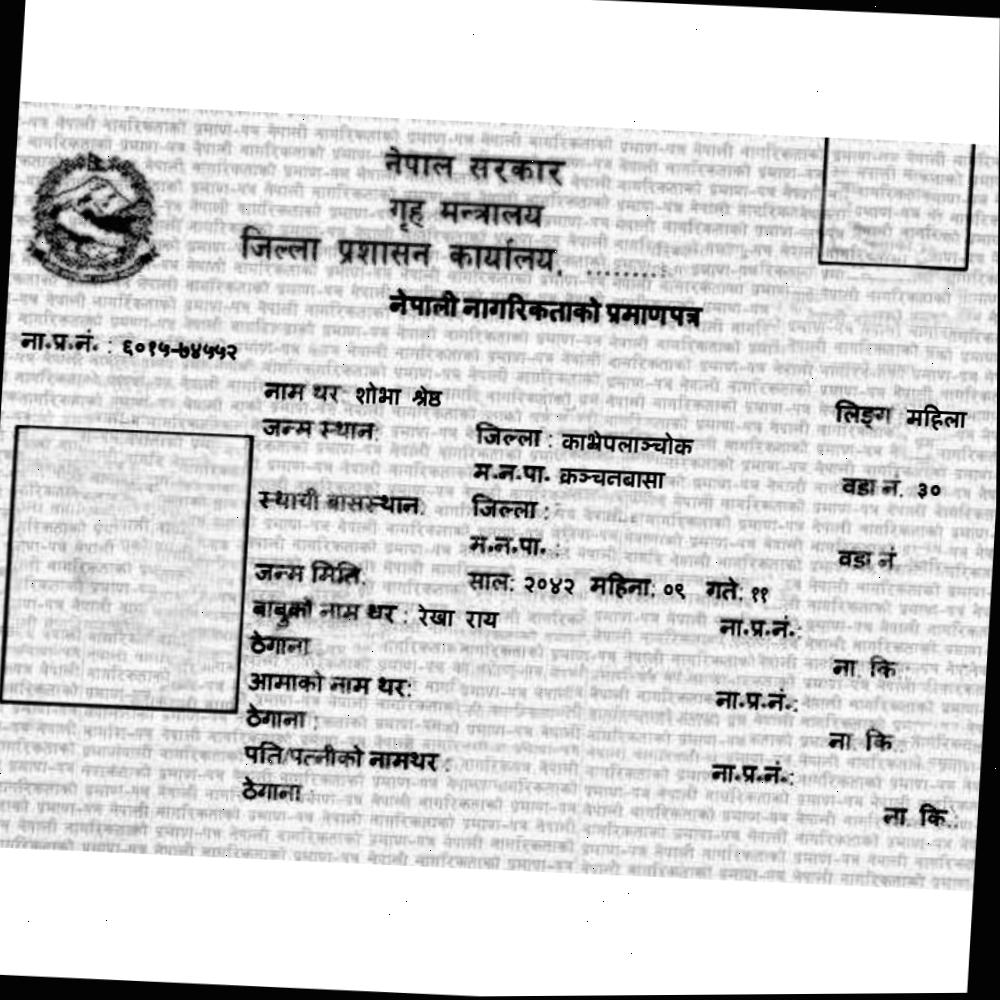 नेपाल सरकार
गृह मन्त्रालय
जिल्ला प्रशासन कार्यालय, ..........
नेपाली नागरिकताको प्रमाणपत्र
ना.प्र.नं. : ६०१५-७४५५२
नाम थर: शोभा श्रेष्ठ लिङ्ग महिला
जन्म स्थान: जिल्ला : काभ्रेपलाञ्चोक
म.न.पा. क्रञ्चनबासा वडा नं. ३०
स्थायी बासस्थान: जिल्ला :
म.न.पा. : वडा नं.
जन्म मिति: साल: २०४२ महिना: ०९ गते: ११
बाबुको नाम थर : रेखा राय ना.प्र.नं.:
ठेगाना ना. कि.:
आमाको नाम थर: ना.प्र.नं.:
ठेगाना : ना. कि.:
पति/पत्नीको नामथर : ना.प्र.नं.:
ठेगाना : ना. कि.: